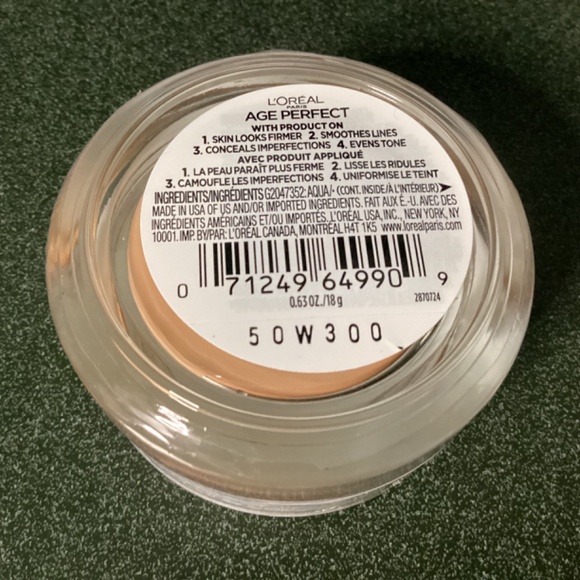 L'ORÉAL
PARIS
AGE PERFECT
WITH PRODUCT ON
1. SKIN LOOKS FIRMER 2. SMOOTHES LINES
3. CONCEALS IMPERFECTIONS 4. EVENS TONE
AVEC PRODUIT APPLIQUÉ
1. LA PEAU PARAÎT PLUS FERME 2. LISSE LES RIDULES
3. CAMOUFLE LES IMPERFECTIONS 4. UNIFORMISE LE TEINT
INGREDIENTS/INGRÉDIENTS G2047352: AQUA/• (CONT. INSIDE/À L'INTÉRIEUR)➤
MADE IN USA OF US AND/OR IMPORTED INGREDIENTS. FAIT AUX É.-U. AVEC DES
INGRÉDIENTS AMÉRICAINS ET/OU IMPORTÉS. L'ORÉAL USA, INC., NEW YORK, NY
10001. IMP. BY/PAR: L'ORÉAL CANADA, MONTRÉAL H4T 1K5 www.lorealparis.com
0 71249 64990 9
0.63 OZ./18 g 2870724
50W300